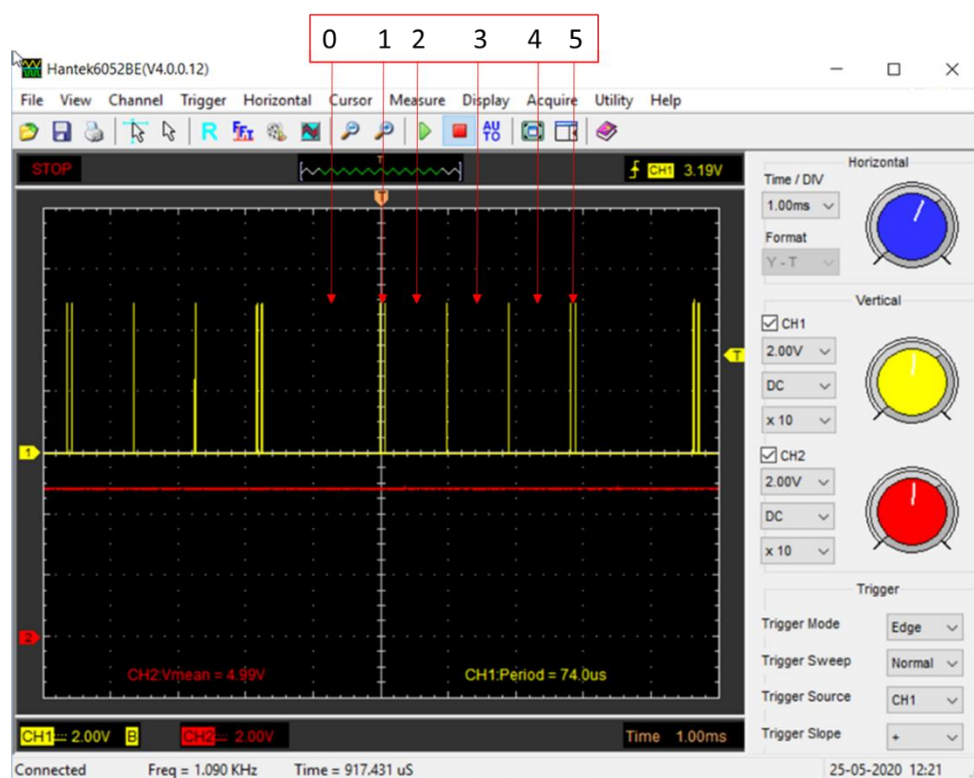 0 1 2 3 4 5
Hantek6052BE(V4.0.0.12)
File View Channel Trigger Horizontal Cursor Measure Display Acquire Utility Help
R FFT AU TO
STOP T CH1 3.19V
T
T
1
2
CH2:Vmean = 4.99V CH1:Period = 74.0us
CH1 2.00V B CH2 2.00V Time 1.00ms
Horizontal
Time / DIV
1.00ms
Format
Y - T
Vertical
CH1
2.00V
DC
x 10
CH2
2.00V
DC
x 10
Trigger
Trigger Mode Edge
Trigger Sweep Normal
Trigger Source CH1
Trigger Slope +
Connected Freq = 1.090 KHz Time = 917.431 uS 25-05-2020 12:21